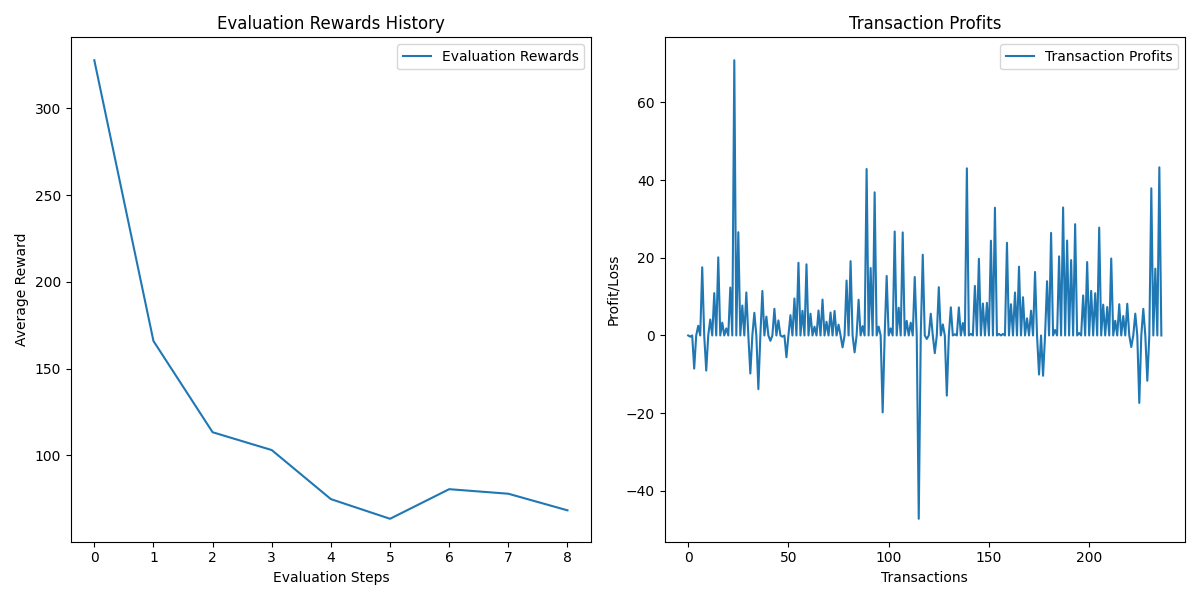 Evaluation Rewards History
Evaluation Rewards
300
250
200
150
100
Average Reward
0 1 2 3 4 5 6 7 8
Evaluation Steps
Transaction Profits
Transaction Profits
60
40
20
0
−20
−40
Profit/Loss
0 50 100 150 200
Transactions